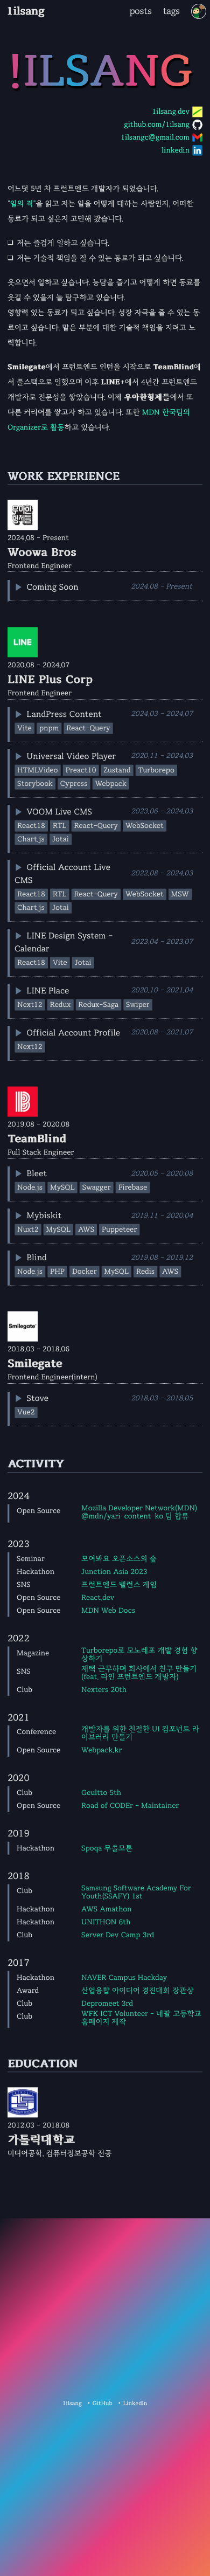 1ilsang
posts tags
!ILSANG
1ilsang.dev
github.com/1ilsang
1ilsangc@gmail.com
linkedin
어느덧 5년 차 프런트엔드 개발자가 되었습니다.
"일의 격"을 읽고 저는 일을 어떻게 대하는 사람인지, 어떠한
동료가 되고 싶은지 고민해 봤습니다.
저는 즐겁게 일하고 싶습니다.
저는 기술적 책임을 질 수 있는 동료가 되고 싶습니다.
웃으면서 일하고 싶습니다. 농담을 즐기고 어떻게 하면 동료를
웃길 수 있을지 늘 탐구하고 있습니다.
영향력 있는 동료가 되고 싶습니다. 성장 자극을 줄 수 있는 동
료이고 싶습니다. 맡은 부분에 대한 기술적 책임을 지려고 노
력합니다.
Smilegate에서 프런트엔드 인턴을 시작으로 TeamBlind에
서 풀스택으로 일했으며 이후 LINE+에서 4년간 프런트엔드
개발자로 전문성을 쌓았습니다. 이제 우아한형제들에서 또
다른 커리어를 쌓고자 하고 있습니다. 또한 MDN 한국팀의
Organizer로 활동하고 있습니다.
WORK EXPERIENCE
2024.08 - Present
Woowa Bros
Frontend Engineer
Coming Soon 2024.08 - Present
LINE
2020.08 - 2024.07
LINE Plus Corp
Frontend Engineer
LandPress Content 2024.03 - 2024.07
Vite pnpm React-Query
Universal Video Player 2020.11 - 2024.03
HTMLVideo Preact10 Zustand Turborepo
Storybook Cypress Webpack
VOOM Live CMS 2023.06 - 2024.03
React18 RTL React-Query WebSocket
Chart.js Jotai
Official Account Live
CMS 2022.08 - 2024.03
React18 RTL React-Query WebSocket MSW
Chart.js Jotai
LINE Design System -
Calendar 2023.04 - 2023.07
React18 Vite Jotai
LINE Place 2020.10 - 2021.04
Next12 Redux Redux-Saga Swiper
Official Account Profile 2020.08 - 2021.07
Next12
2019.08 - 2020.08
TeamBlind
Full Stack Engineer
Bleet 2020.05 - 2020.08
Node.js MySQL Swagger Firebase
Mybiskit 2019.11 - 2020.04
Nuxt2 MySQL AWS Puppeteer
Blind 2019.08 - 2019.12
Node.js PHP Docker MySQL Redis AWS
Smilegate
2018.03 - 2018.06
Smilegate
Frontend Engineer(intern)
Stove 2018.03 - 2018.05
Vue2
ACTIVITY
2024
Open Source Mozilla Developer Network(MDN)
@mdn/yari-content-ko 팀 합류
2023
Seminar 모여봐요 오픈소스의 숲
Hackathon Junction Asia 2023
SNS 프런트엔드 밸런스 게임
Open Source React.dev
Open Source MDN Web Docs
2022
Magazine Turborepo로 모노레포 개발 경험 향
상하기
SNS 재택 근무하며 회사에서 친구 만들기
(feat. 라인 프런트엔드 개발자)
Club Nexters 20th
2021
Conference 개발자를 위한 친절한 UI 컴포넌트 라
이브러리 만들기
Open Source Webpack.kr
2020
Club Geultto 5th
Open Source Road of CODEr - Maintainer
2019
Hackathon Spoqa 무콜모톤
2018
Club Samsung Software Academy For
Youth(SSAFY) 1st
Hackathon AWS Amathon
Hackathon UNITHON 6th
Club Server Dev Camp 3rd
2017
Hackathon NAVER Campus Hackday
Award 산업융합 아이디어 경진대회 장관상
Club Depromeet 3rd
Club WFK ICT Volunteer - 네팔 고등학교
홈페이지 제작
EDUCATION
2012.03 - 2018.08
가톨릭대학교
미디어공학, 컴퓨터정보공학 전공
1ilsang • GitHub • LinkedIn